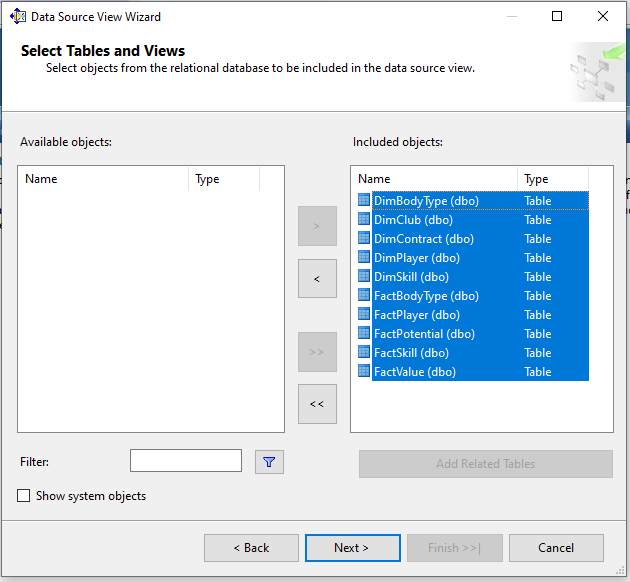 Data Source View Wizard
Select Tables and Views
Select objects from the relational database to be included in the data source view.
Available objects:
Name Type
>
<
>>
<<
Included objects:
Name Type
DimBodyType (dbo) Table
DimClub (dbo) Table
DimContract (dbo) Table
DimPlayer (dbo) Table
DimSkill (dbo) Table
FactBodyType (dbo) Table
FactPlayer (dbo) Table
FactPotential (dbo) Table
FactSkill (dbo) Table
FactValue (dbo) Table
Filter:
Add Related Tables
Show system objects
< Back Next > Finish >>| Cancel